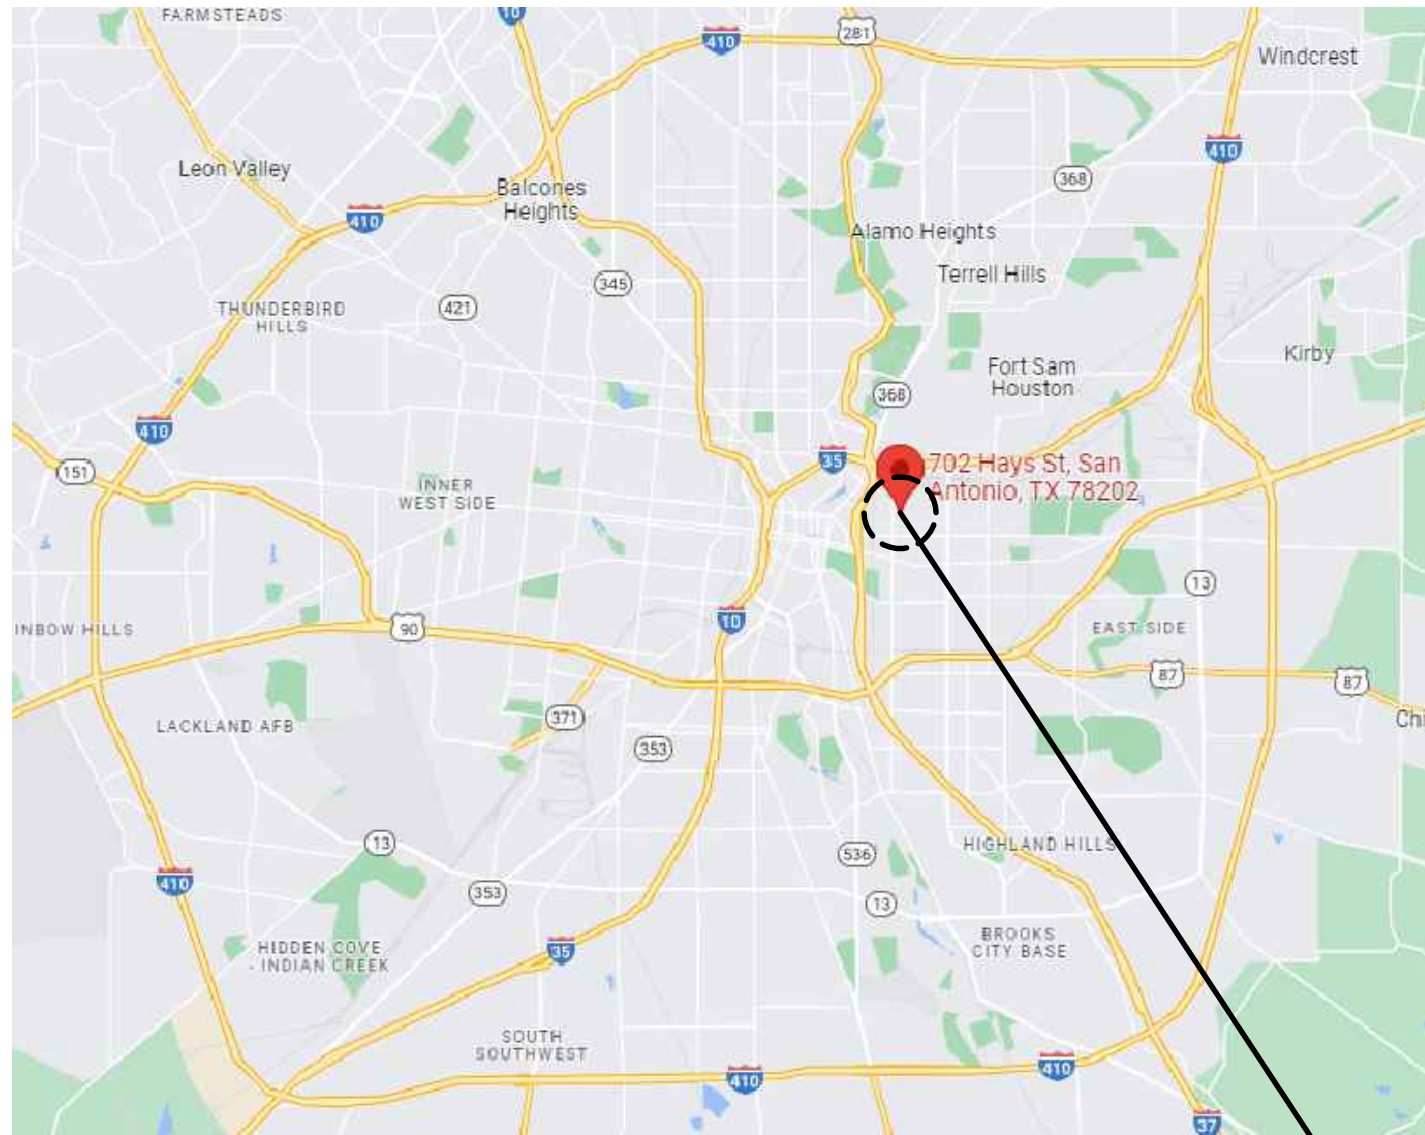 FARMSTEADS
10
410
281
Windcrest
Leon Valley
410
368
Balcones
Heights
410
Alamo Heights
Terrell Hills
345
421
THUNDERBIRD
HILLS
Kirby
Fort Sam
Houston
368
410
151
35
702 Hays St, San
Antonio, TX 78202
INNER
WEST SIDE
13
10
90
INBOW HILLS
EAST SIDE
87
87
LACKLAND AFB
371
Chi
353
13
536
HIGHLAND HILLS
410
353
13
HIDDEN COVE
- INDIAN CREEK
35
BROOKS
CITY BASE
SOUTH
SOUTHWEST
410
410
37